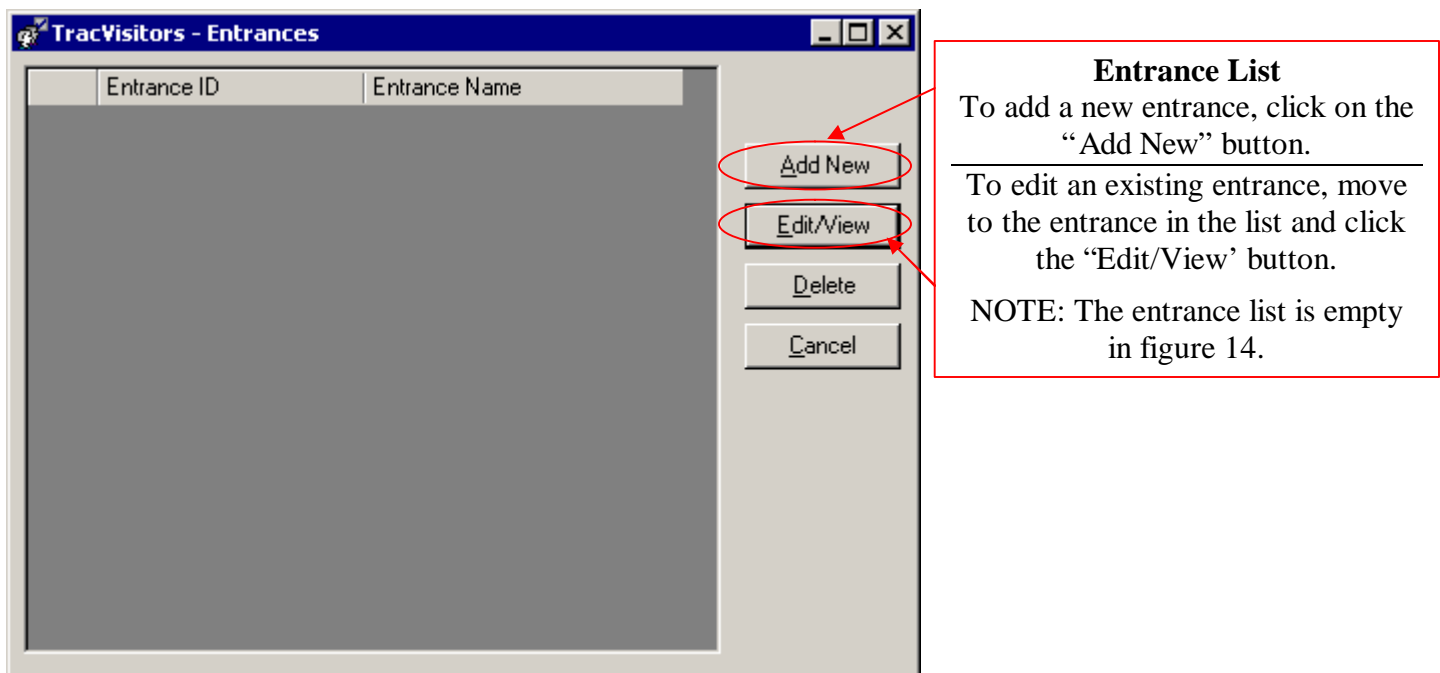 TracVisitors - Entrances
Entrance ID Entrance Name
Add New
Edit/View
Delete
Cancel
Entrance List
To add a new entrance, click on the
“Add New” button.
To edit an existing entrance, move
to the entrance in the list and click
the “Edit/View’ button.
NOTE: The entrance list is empty
in figure 14.